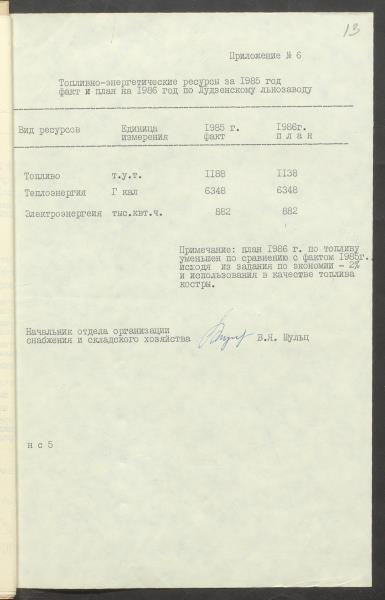 13
Приложение № 6
Топливно-энергетические ресурсы за 1985 год
факт и план на 1986 год по Лудзенскому льнозаводу
Вид ресурсов Единица измерения 1985 г. факт 1986г. п л а н
Топливо т.у.т. 1188 1138
Теплоэнергия Г кал 6348 6348
Электроэнергеия тыс.квт.ч. 882 882
Примечание: план 1986 г. по топливу
уменьшен по сравнению с фактом 1985г.,
исходя из задания по экономии - 2%
и использования в качестве топлива
костры.
Начальник отдела организации
снабжения и складского хозяйства В.Я. Шульц
н с 5